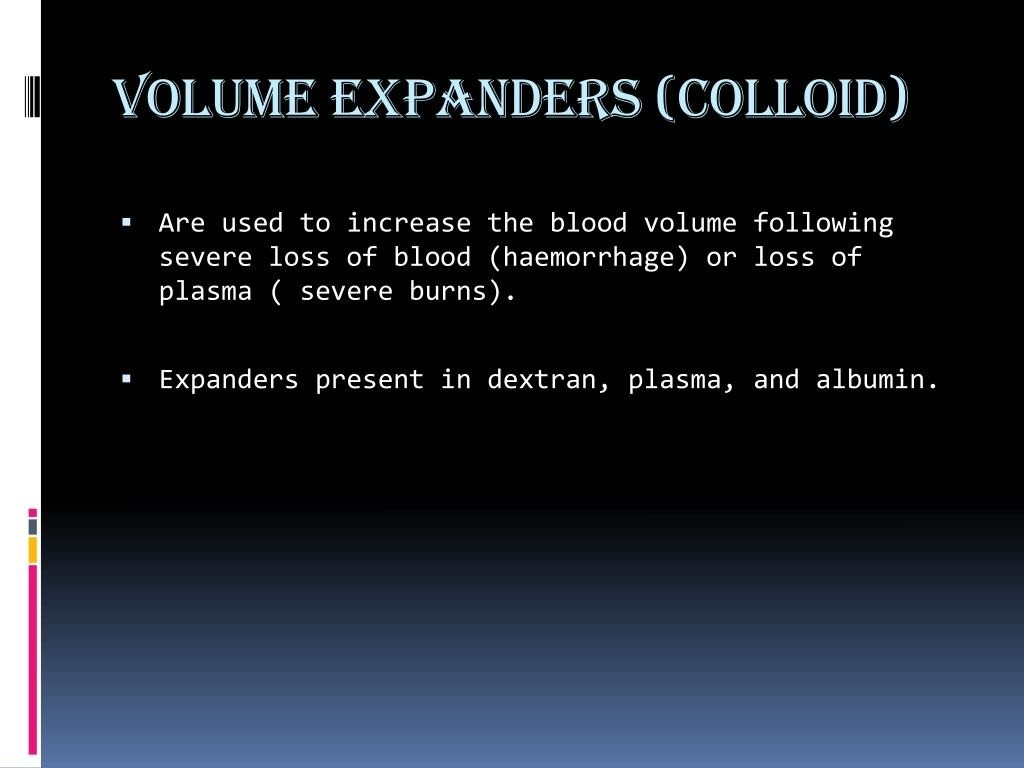 VOLUME EXPANDERS (COLLOID)
▪ Are used to increase the blood volume following
severe loss of blood (haemorrhage) or loss of
plasma ( severe burns).
▪ Expanders present in dextran, plasma, and albumin.